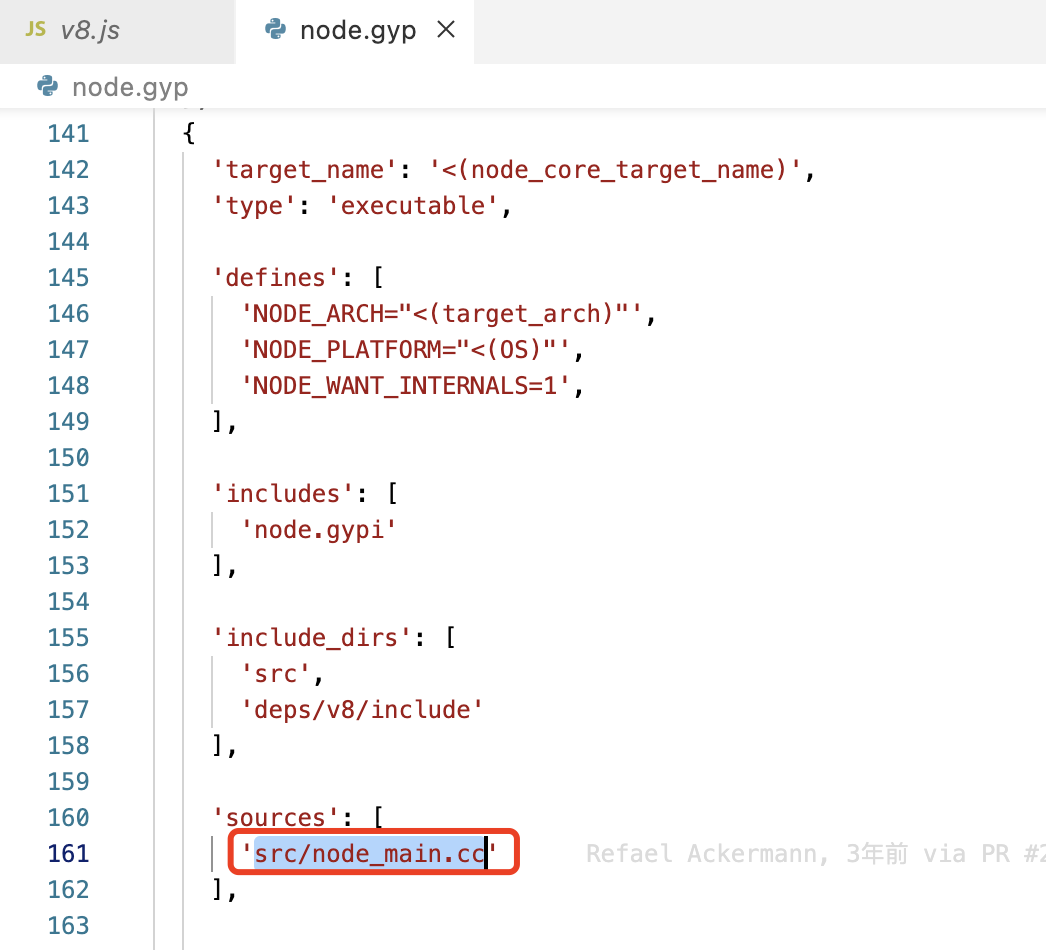 JS v8.js node.gyp
node.gyp
141 {
142 'target_name': '<(node_core_target_name)',
143 'type': 'executable',
144
145 'defines': [
146 'NODE_ARCH="<(target_arch)"',
147 'NODE_PLATFORM="<(OS)"',
148 'NODE_WANT_INTERNALS=1',
149 ],
150
151 'includes': [
152 'node.gypi'
153 ],
154
155 'include_dirs': [
156 'src',
157 'deps/v8/include'
158 ],
159
160 'sources': [
161 'src/node_main.cc' Refael Ackermann, 3年前 via PR #2
162 ],
163